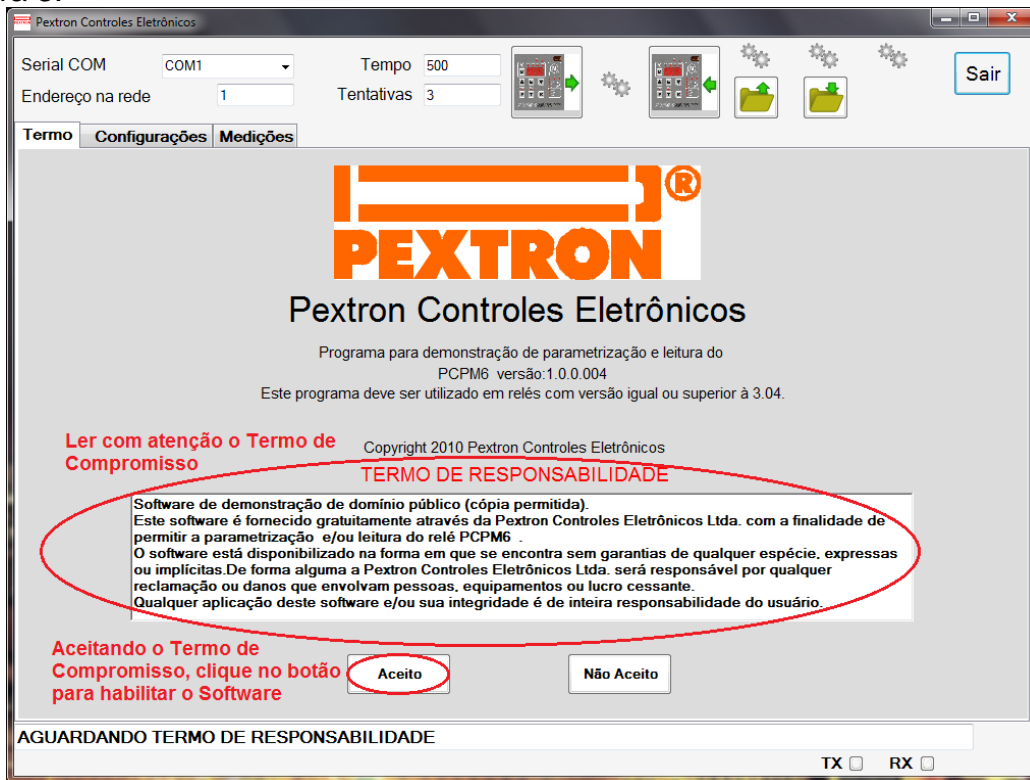 Pextron Controles Eletrônicos
Serial COM COM1 Tempo 500
Endereço na rede 1 Tentativas 3
Sair
Termo Configurações Medições
PEXTRON ®
Pextron Controles Eletrônicos
Programa para demonstração de parametrização e leitura do
PCPM6 versão:1.0.0.004
Este programa deve ser utilizado em relés com versão igual ou superior à 3.04.
Ler com atenção o Termo de
Compromisso
Copyright 2010 Pextron Controles Eletrônicos
TERMO DE RESPONSABILIDADE
Software de demonstração de domínio público (cópia permitida).
Este software é fornecido gratuitamente através da Pextron Controles Eletrônicos Ltda. com a finalidade de
permitir a parametrização e/ou leitura do relé PCPM6 .
O software está disponibilizado na forma em que se encontra sem garantias de qualquer espécie, expressas
ou implícitas.De forma alguma a Pextron Controles Eletrônicos Ltda. será responsável por qualquer
reclamação ou danos que envolvam pessoas, equipamentos ou lucro cessante.
Qualquer aplicação deste software e/ou sua integridade é de inteira responsabilidade do usuário.
Aceitando o Termo de
Compromisso, clique no botão
para habilitar o Software
Aceito Não Aceito
AGUARDANDO TERMO DE RESPONSABILIDADE
TX RX